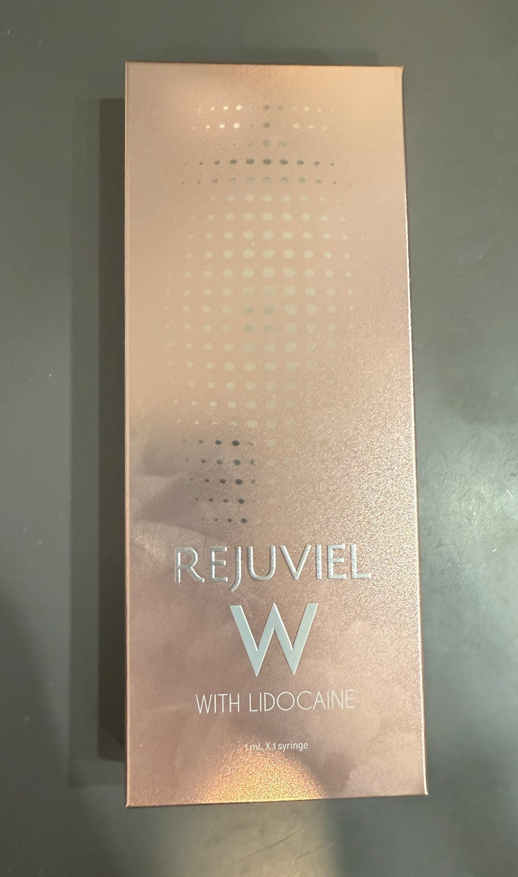 REJUVIEL
W
WITH LIDOCAINE
1 mL X 1 syringe